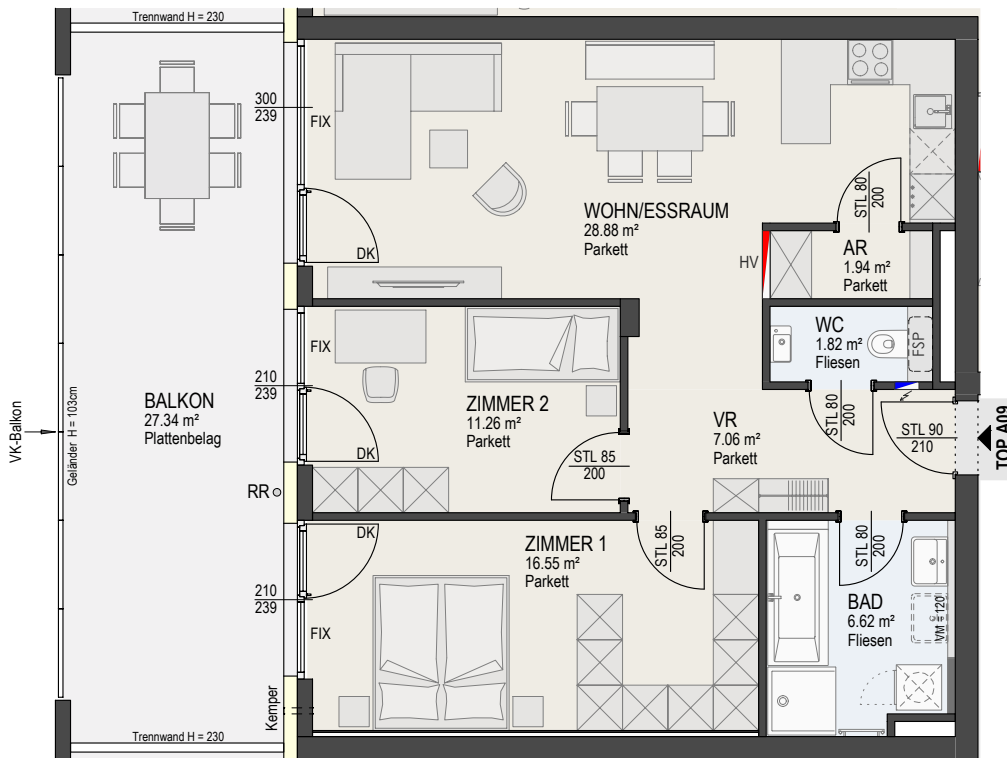 Trennwand H = 230
300
239
FIX
DK
WOHN/ESSRAUM
28.88 m²
Parkett
STL 80
200
HV
AR
1.94 m²
Parkett
WC
1.82 m²
Fliesen
FSP
FIX
210
239
DK
ZIMMER 2
11.26 m²
Parkett
BALKON
27.34 m²
Plattenbelag
VK-Balkon
Geländer H = 103cm
RR
STL 85
200
VR
7.06 m²
Parkett
STL 80
200
STL 90
210
TOP A09
DK
210
239
FIX
ZIMMER 1
16.55 m²
Parkett
STL 85
200
STL 80
200
BAD
6.62 m²
Fliesen
VM = 120
Kemper
Trennwand H = 230